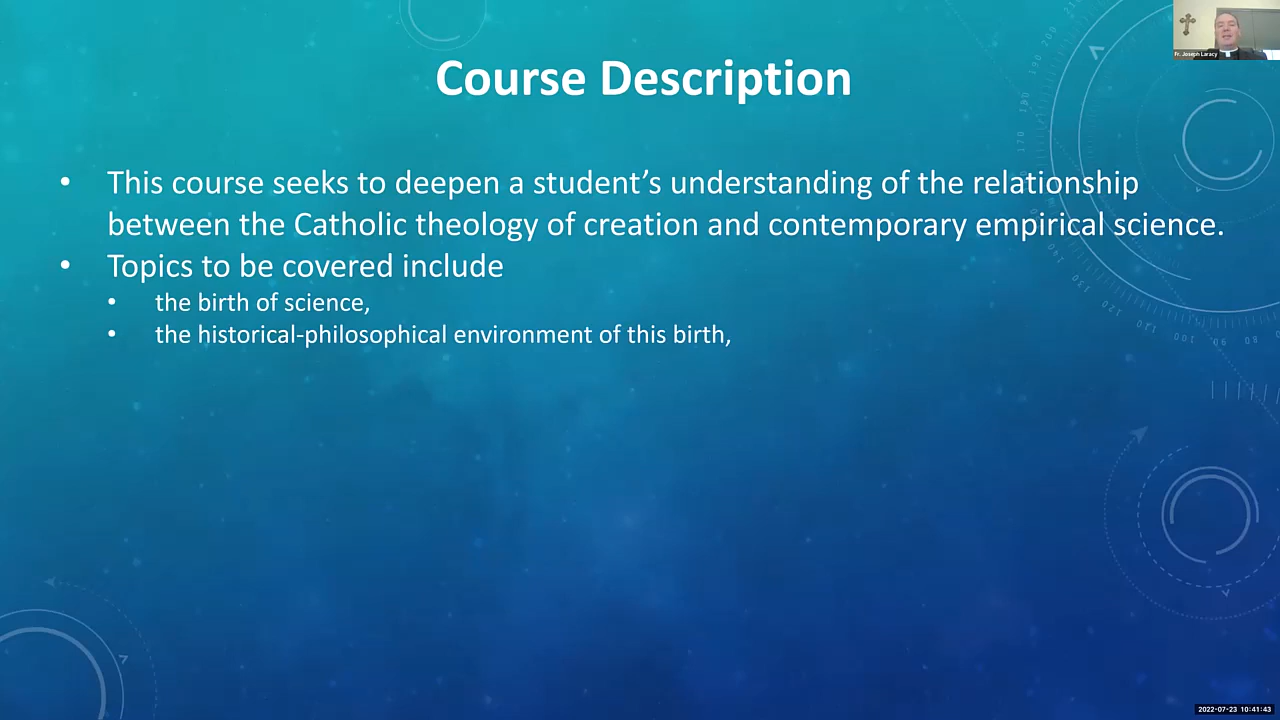 Fr. Joseph Laracy
Course Description
• This course seeks to deepen a student’s understanding of the relationship
between the Catholic theology of creation and contemporary empirical science.
• Topics to be covered include
• the birth of science,
• the historical-philosophical environment of this birth,
2022-07-23 10:41:43